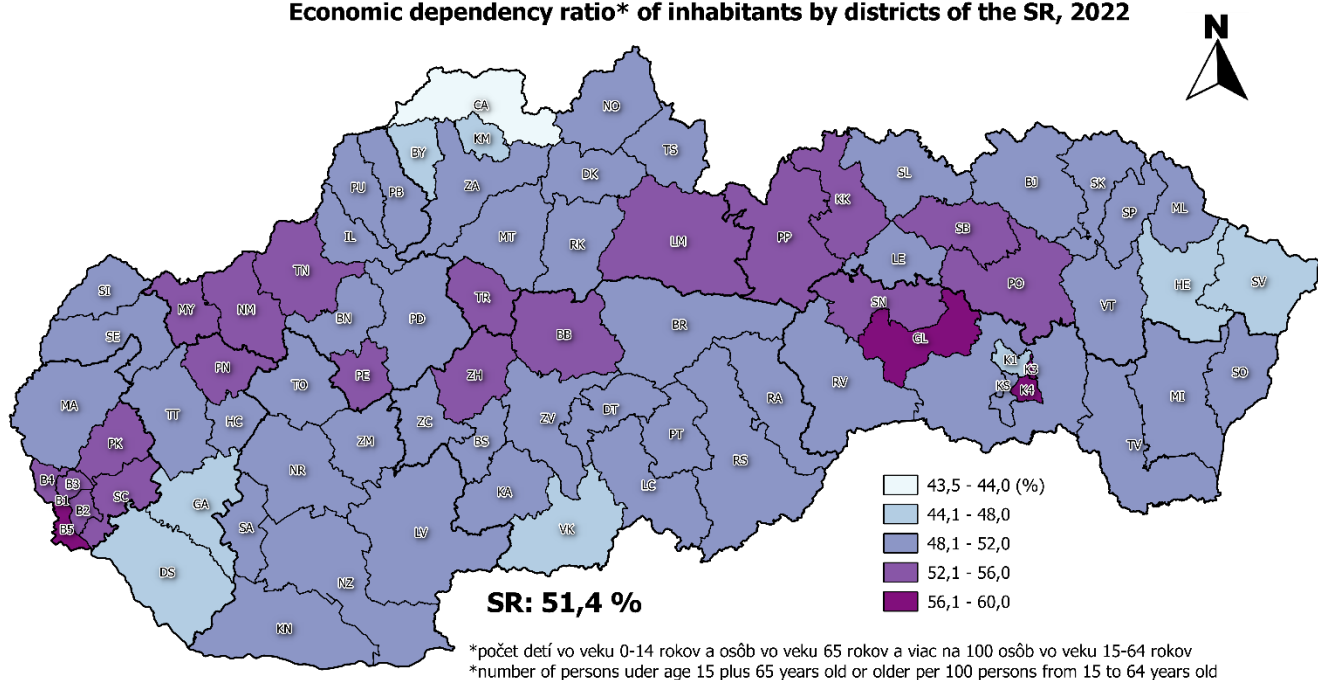 Economic dependency ratio* of inhabitants by districts of the SR, 2022
N
CA
NO
KM
TS
BY
PU
PB
ZA
DK
SL
BJ
SK
SP
ML
KK
IL
MT
RK
LM
PP
SB
LE
TN
PO
HE
SV
SI
MY
NM
TR
SN
VT
SE
BN
PD
BB
BR
GL
PN
PE
ZH
K1
K3
KS
K4
SO
MA
TT
TO
HC
ZC
ZV
DT
RA
RV
MI
PK
ZM
BS
PT
RS
TV
B4
B3
SC
B1
B2
B5
GA
NR
KA
LC
SA
LV
VK
DS
NZ
KN
43,5 - 44,0 (%)
44,1 - 48,0
48,1 - 52,0
52,1 - 56,0
56,1 - 60,0
SR: 51,4 %
*počet detí vo veku 0-14 rokov a osôb vo veku 65 rokov a viac na 100 osôb vo veku 15-64 rokov
*number of persons uder age 15 plus 65 years old or older per 100 persons from 15 to 64 years old